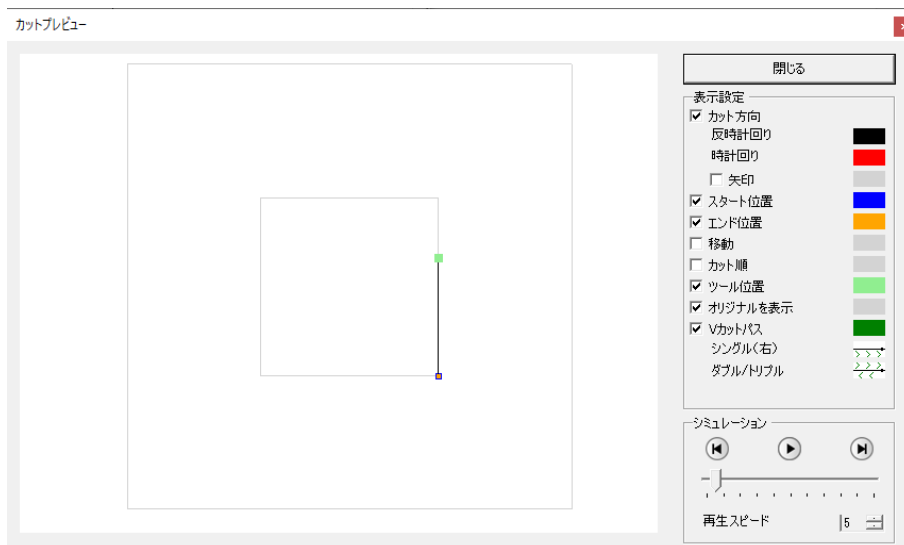 カットプレビュー
閉じる
表示設定
カット方向
反時計回り
時計回り
矢印
スタート位置
エンド位置
移動
カット順
ツール位置
オリジナルを表示
Vカットパス
シングル(右)
ダブル/トリプル
シミュレーション
再生スピード 5